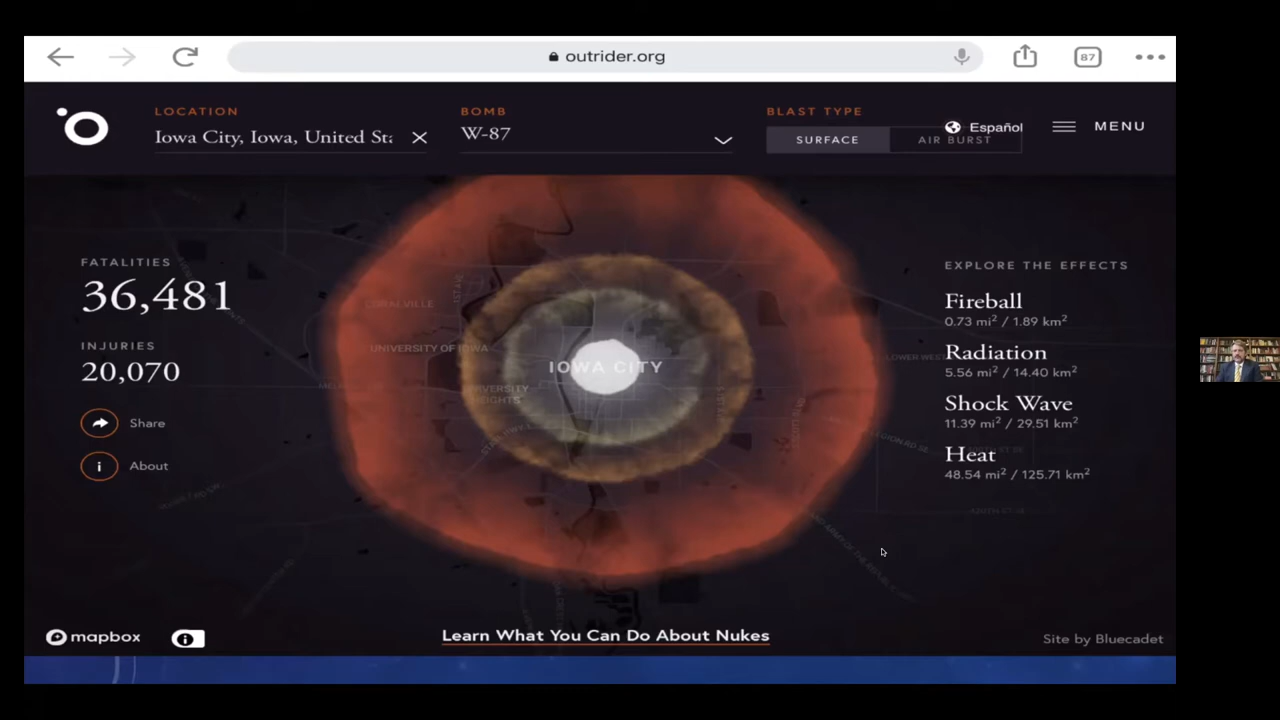 outrider.org
87
LOCATION
Iowa City, Iowa, United Sta
BOMB
W-87
BLAST TYPE
SURFACE
AIR BURST
Español
MENU
FATALITIES
36,481
INJURIES
20,070
Share
About
EXPLORE THE EFFECTS
Fireball
0.73 mi² / 1.89 km²
Radiation
5.56 mi² / 14.40 km²
Shock Wave
11.39 mi² / 29.51 km²
Heat
48.54 mi² / 125.71 km²
CORALVILLE
1ST AVE
UNIVERSITY OF IOWA
IOWA CITY
UNIVERSITY
HEIGHTS
LOWER WEST
mapbox
Learn What You Can Do About Nukes
Site by Bluecadet